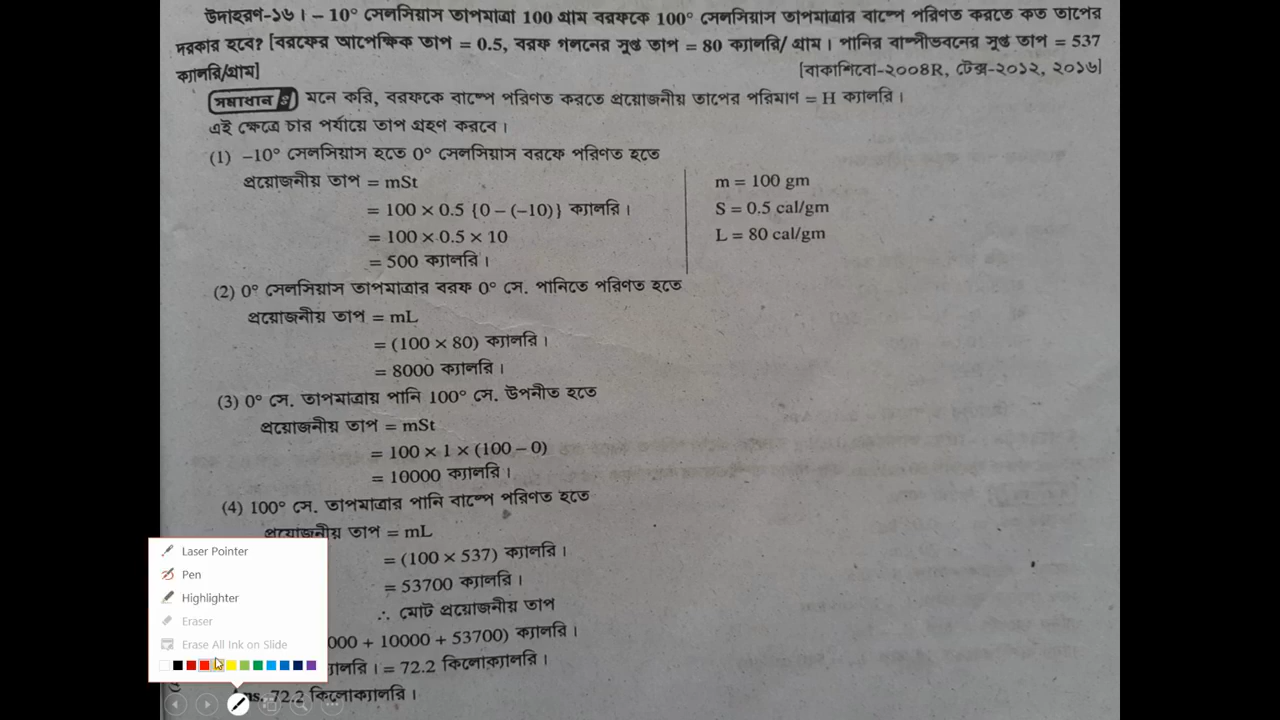 উদাহরণ-১৬। – 10° সেলসিয়াস তাপমাত্রা 100 গ্রাম বরফকে 100° সেলসিয়াস তাপমাত্রার বাষ্পে পরিণত করতে কত তাপের
দরকার হবে? [বরফের আপেক্ষিক তাপ = 0.5, বরফ গলনের সুপ্ত তাপ = 80 ক্যালরি/ গ্রাম। পানির বাষ্পীভবনের সুপ্ত তাপ = 537
ক্যালরি/গ্রাম]
[বাকাশিবো-২০০৪R, টেক্স-২০১২, ২০১৬]
সমাধান মনে করি, বরফকে বাষ্পে পরিণত করতে প্রয়োজনীয় তাপের পরিমাণ = H ক্যালরি।
এই ক্ষেত্রে চার পর্যায়ে তাপ গ্রহণ করবে।
(1) –10° সেলসিয়াস হতে 0° সেলসিয়াস বরফে পরিণত হতে
প্রয়োজনীয় তাপ = mSt
= 100 × 0.5 {0 – (–10)} ক্যালরি।
= 100 × 0.5 × 10
= 500 ক্যালরি।
m = 100 gm
S = 0.5 cal/gm
L = 80 cal/gm
(2) 0° সেলসিয়াস তাপমাত্রার বরফ 0° সে. পানিতে পরিণত হতে
প্রয়োজনীয় তাপ = mL
= (100 × 80) ক্যালরি।
= 8000 ক্যালরি।
(3) 0° সে. তাপমাত্রায় পানি 100° সে. উপনীত হতে
প্রয়োজনীয় তাপ = mSt
= 100 × 1 × (100 – 0)
= 10000 ক্যালরি।
(4) 100° সে. তাপমাত্রার পানি বাষ্পে পরিণত হতে
প্রয়োজনীয় তাপ = mL
= (100 × 537) ক্যালরি।
= 53700 ক্যালরি।
∴ মোট প্রয়োজনীয় তাপ
000 + 10000 + 53700) ক্যালরি।
লরি। = 72.2 কিলোক্যালরি।
ns. 72.2 কিলোক্যালরি।
Laser Pointer
Pen
Highlighter
Eraser
Erase All Ink on Slide